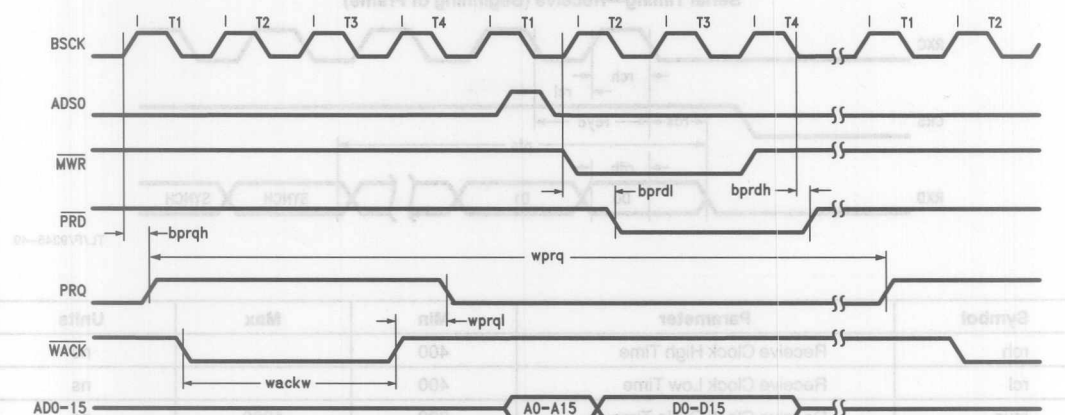 T1 T2 T3 T4 T1 T2 T3 T4 T1 T2
BSCK
ADS0
MWR
bprdl bprdh
PRD
bprqh
wprq
PRQ
wprql
WACK
wackw
AD0-15 A0-A15 D0-D15